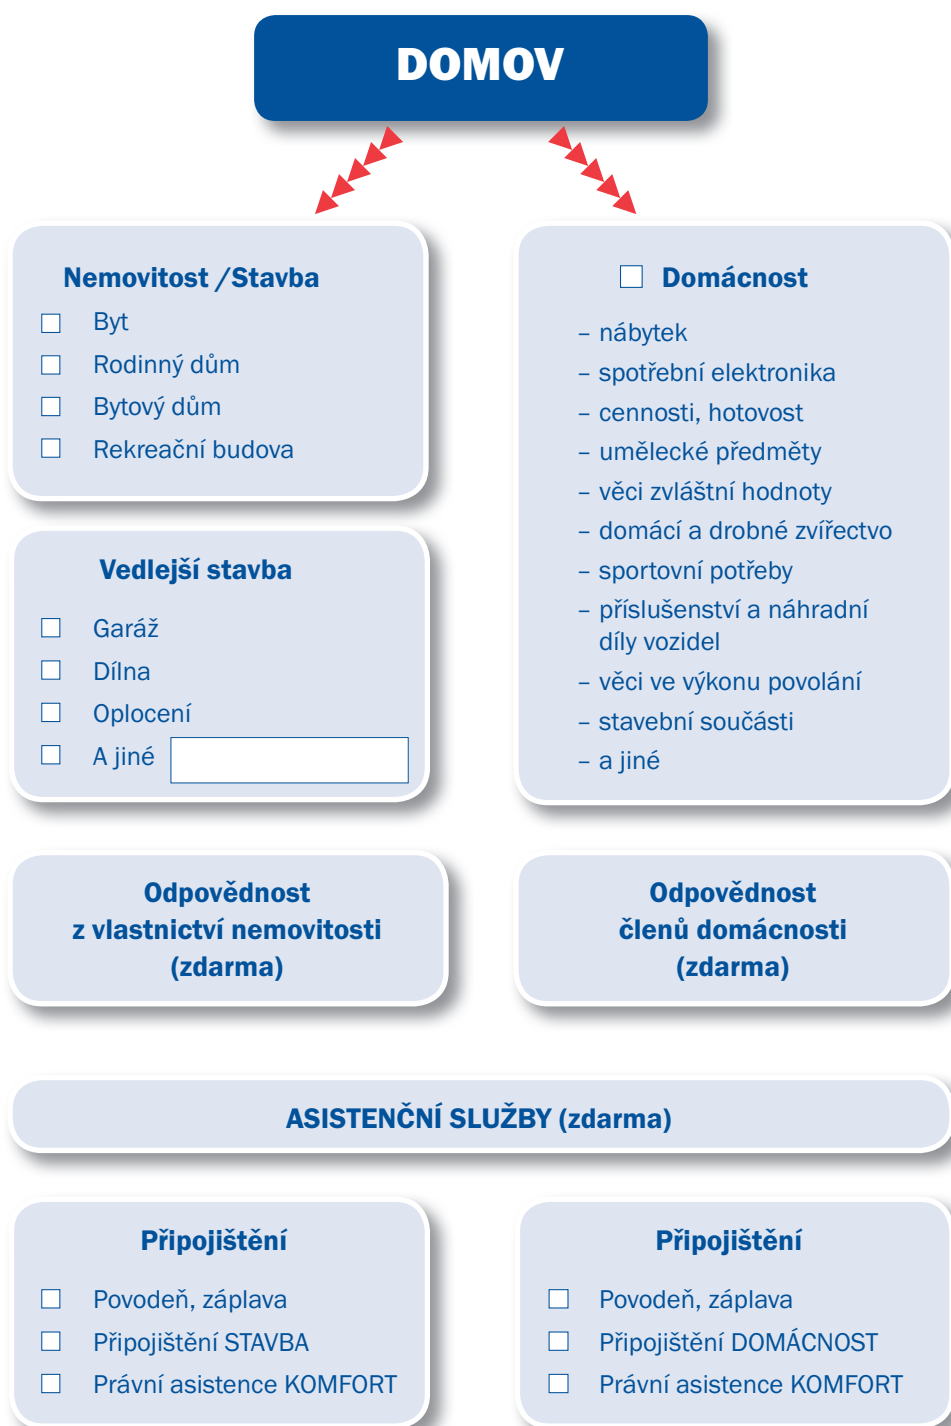 DOMOV
Nemovitost /Stavba
Byt
Rodinný dům
Bytový dům
Rekreační budova
Vedlejší stavba
Garáž
Dílna
Oplocení
A jiné
Domácnost
– nábytek
– spotřební elektronika
– cennosti, hotovost
– umělecké předměty
– věci zvláštní hodnoty
– domácí a drobné zvířectvo
– sportovní potřeby
– příslušenství a náhradní
díly vozidel
– věci ve výkonu povolání
– stavební součásti
– a jiné
Odpovědnost
z vlastnictví nemovitosti
(zdarma)
Odpovědnost
členů domácnosti
(zdarma)
ASISTENČNÍ SLUŽBY (zdarma)
Připojištění
Povodeň, záplava
Připojištění STAVBA
Právní asistence KOMFORT
Připojištění
Povodeň, záplava
Připojištění DOMÁCNOST
Právní asistence KOMFORT